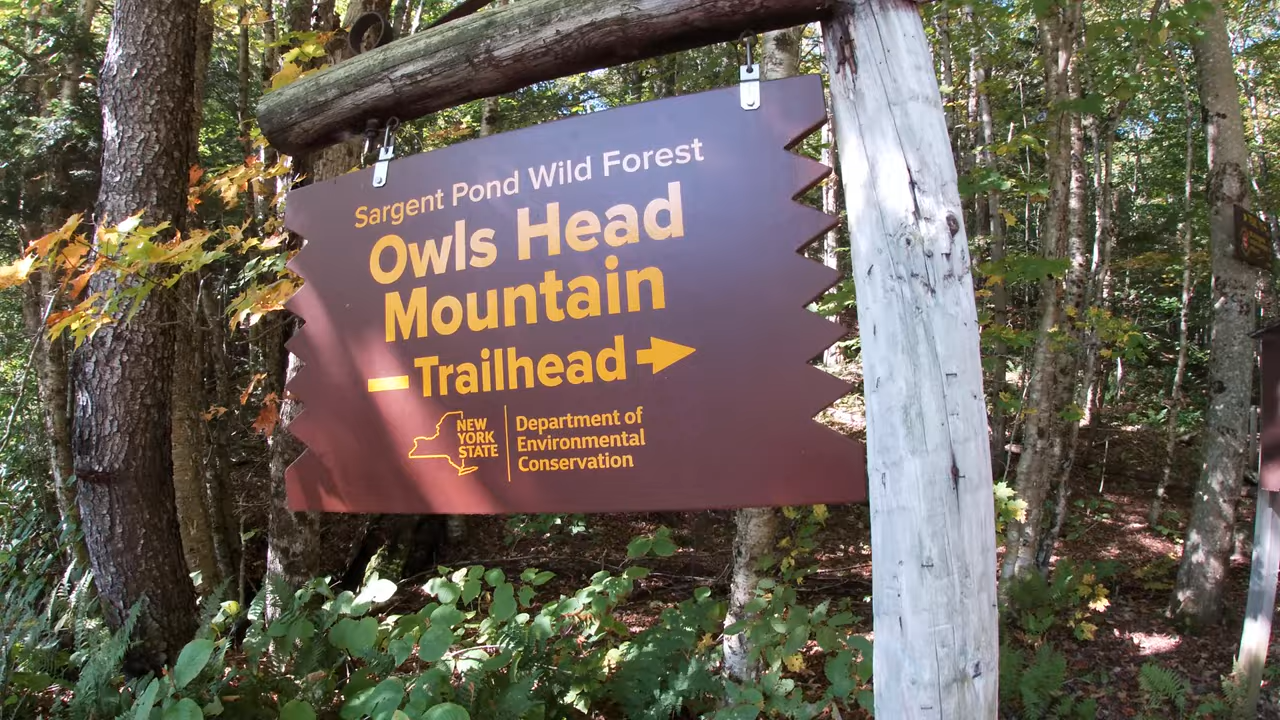 Sargent Pond Wild Forest
Owls Head
Mountain
Trailhead
NEW
YORK
STATE
Department of
Environmental
Conservation